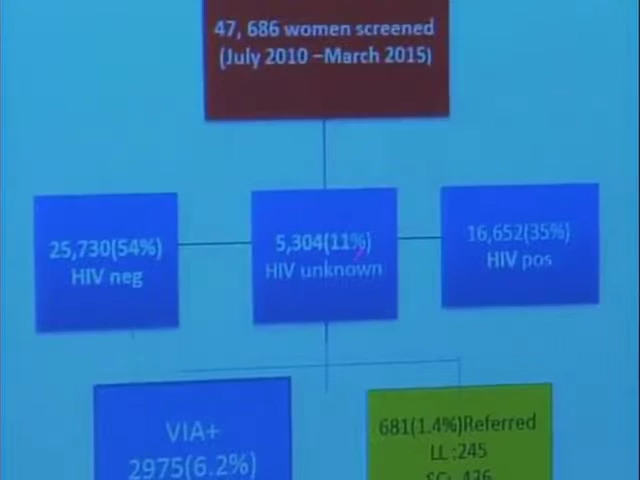 47, 686 women screened
(July 2010 –March 2015)
25,730(54%)
HIV neg
5,304(11%)
HIV unknown
16,652(35%)
HIV pos
VIA+
2975(6.2%)
681(1.4%)Referred
LL :245